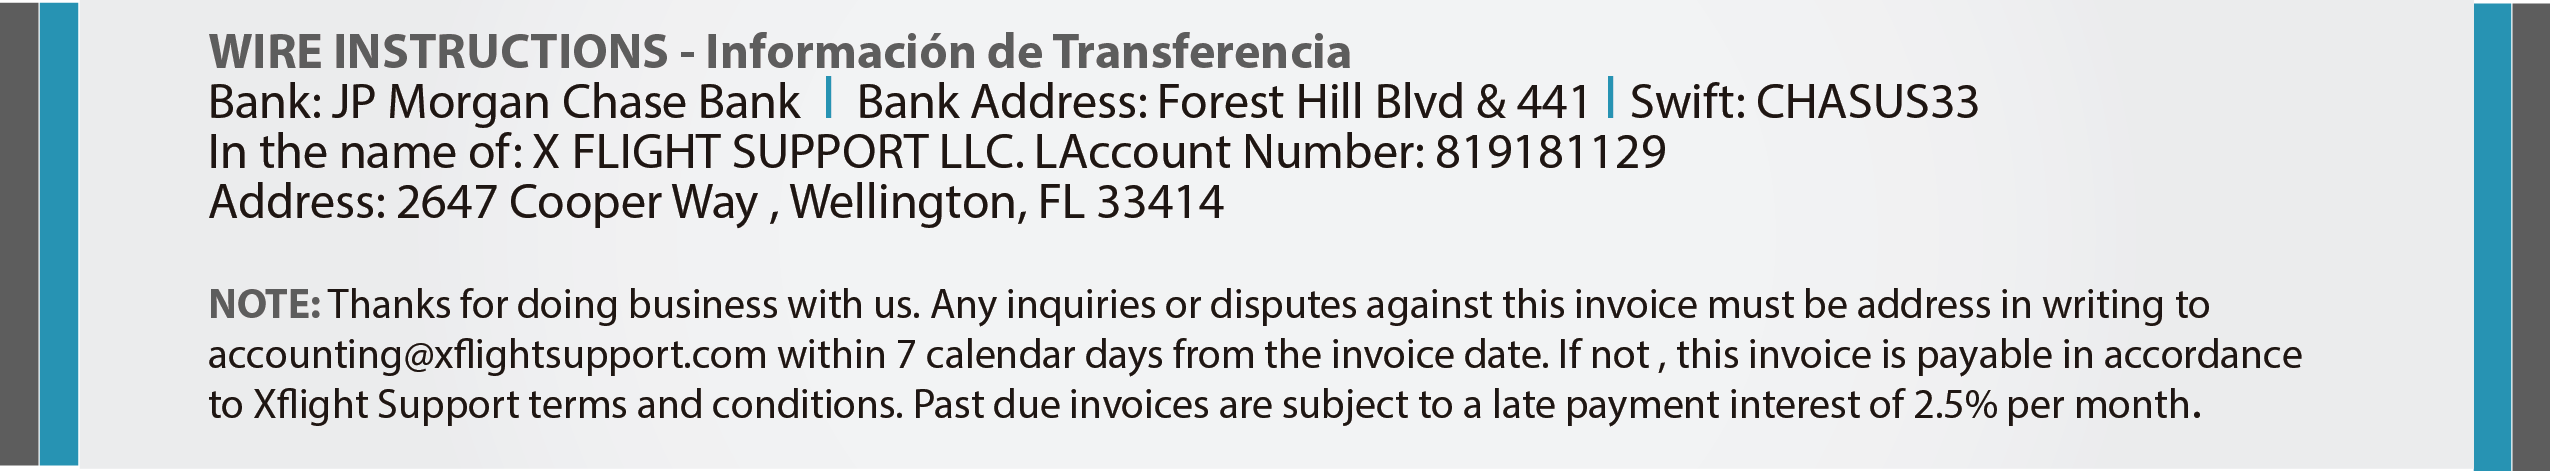 WIRE INSTRUCTIONS - Información de Transferencia
Bank: JP Morgan Chase Bank | Bank Address: Forest Hill Blvd & 441 | Swift: CHASUS33
In the name of: X FLIGHT SUPPORT LLC. LAccount Number: 819181129
Address: 2647 Cooper Way , Wellington, FL 33414
NOTE: Thanks for doing business with us. Any inquiries or disputes against this invoice must be address in writing to
accounting@xflightsupport.com within 7 calendar days from the invoice date. If not , this invoice is payable in accordance
to Xflight Support terms and conditions. Past due invoices are subject to a late payment interest of 2.5% per month.